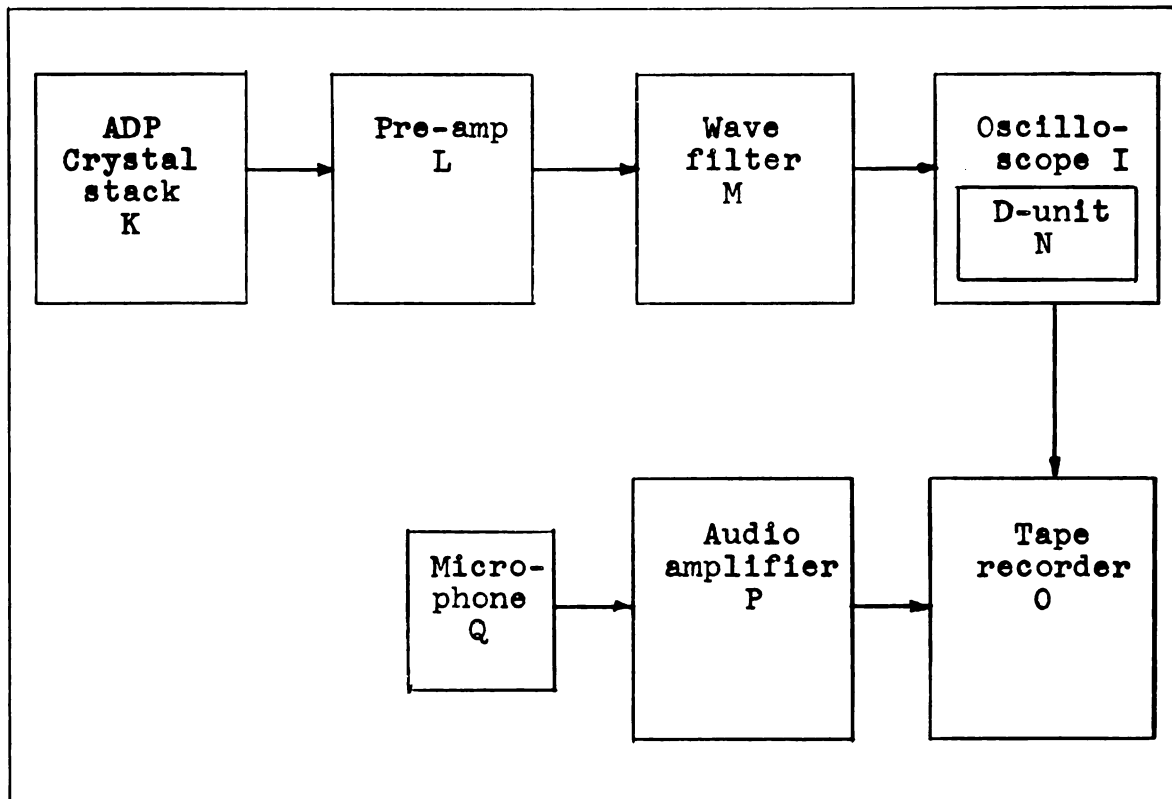 ADP
Crystal
stack
K
Pre-amp
L
Wave
filter
M
Oscillo-
scope I
D-unit
N
Micro-
phone
Q
Audio
amplifier
P
Tape
recorder
O